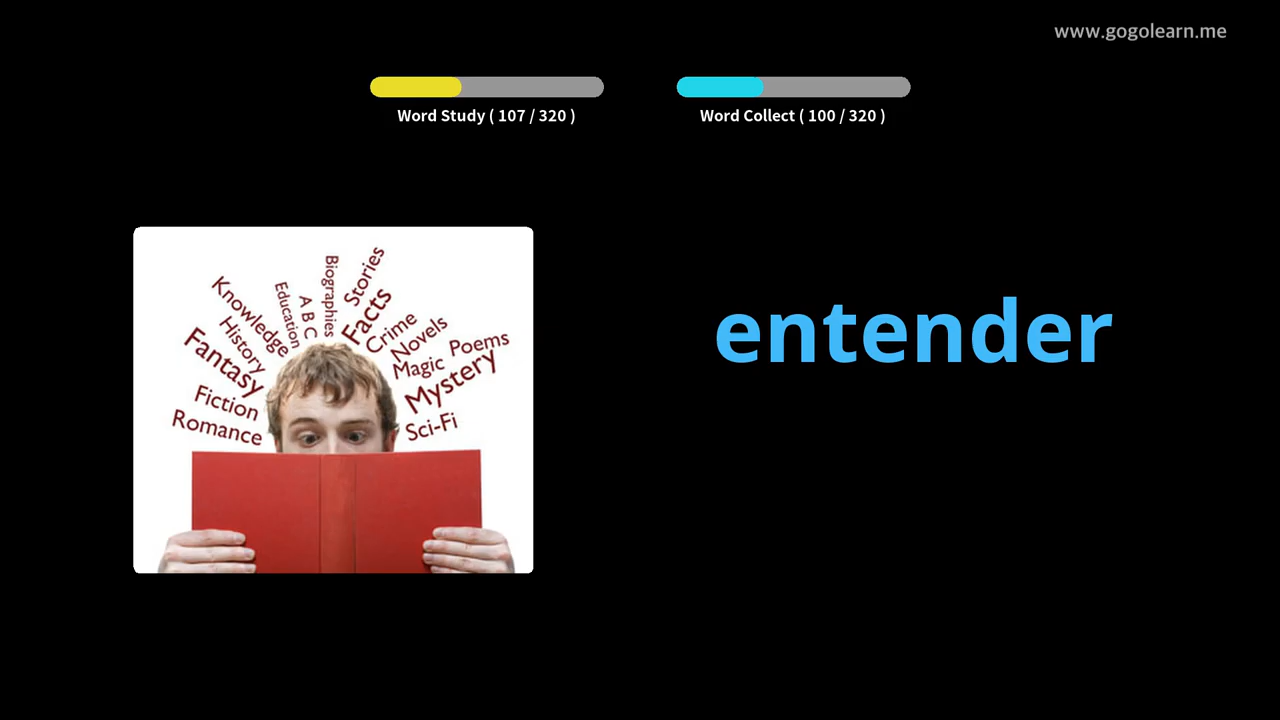 www.gogolearn.me
Word Study ( 107 / 320 )
Word Collect ( 100 / 320 )
entender
Romance
Fiction
Fantasy
History
Knowledge
Education
A B C
Biographies
Stories
Facts
Crime
Novels
Magic
Poems
Mystery
Sci-Fi